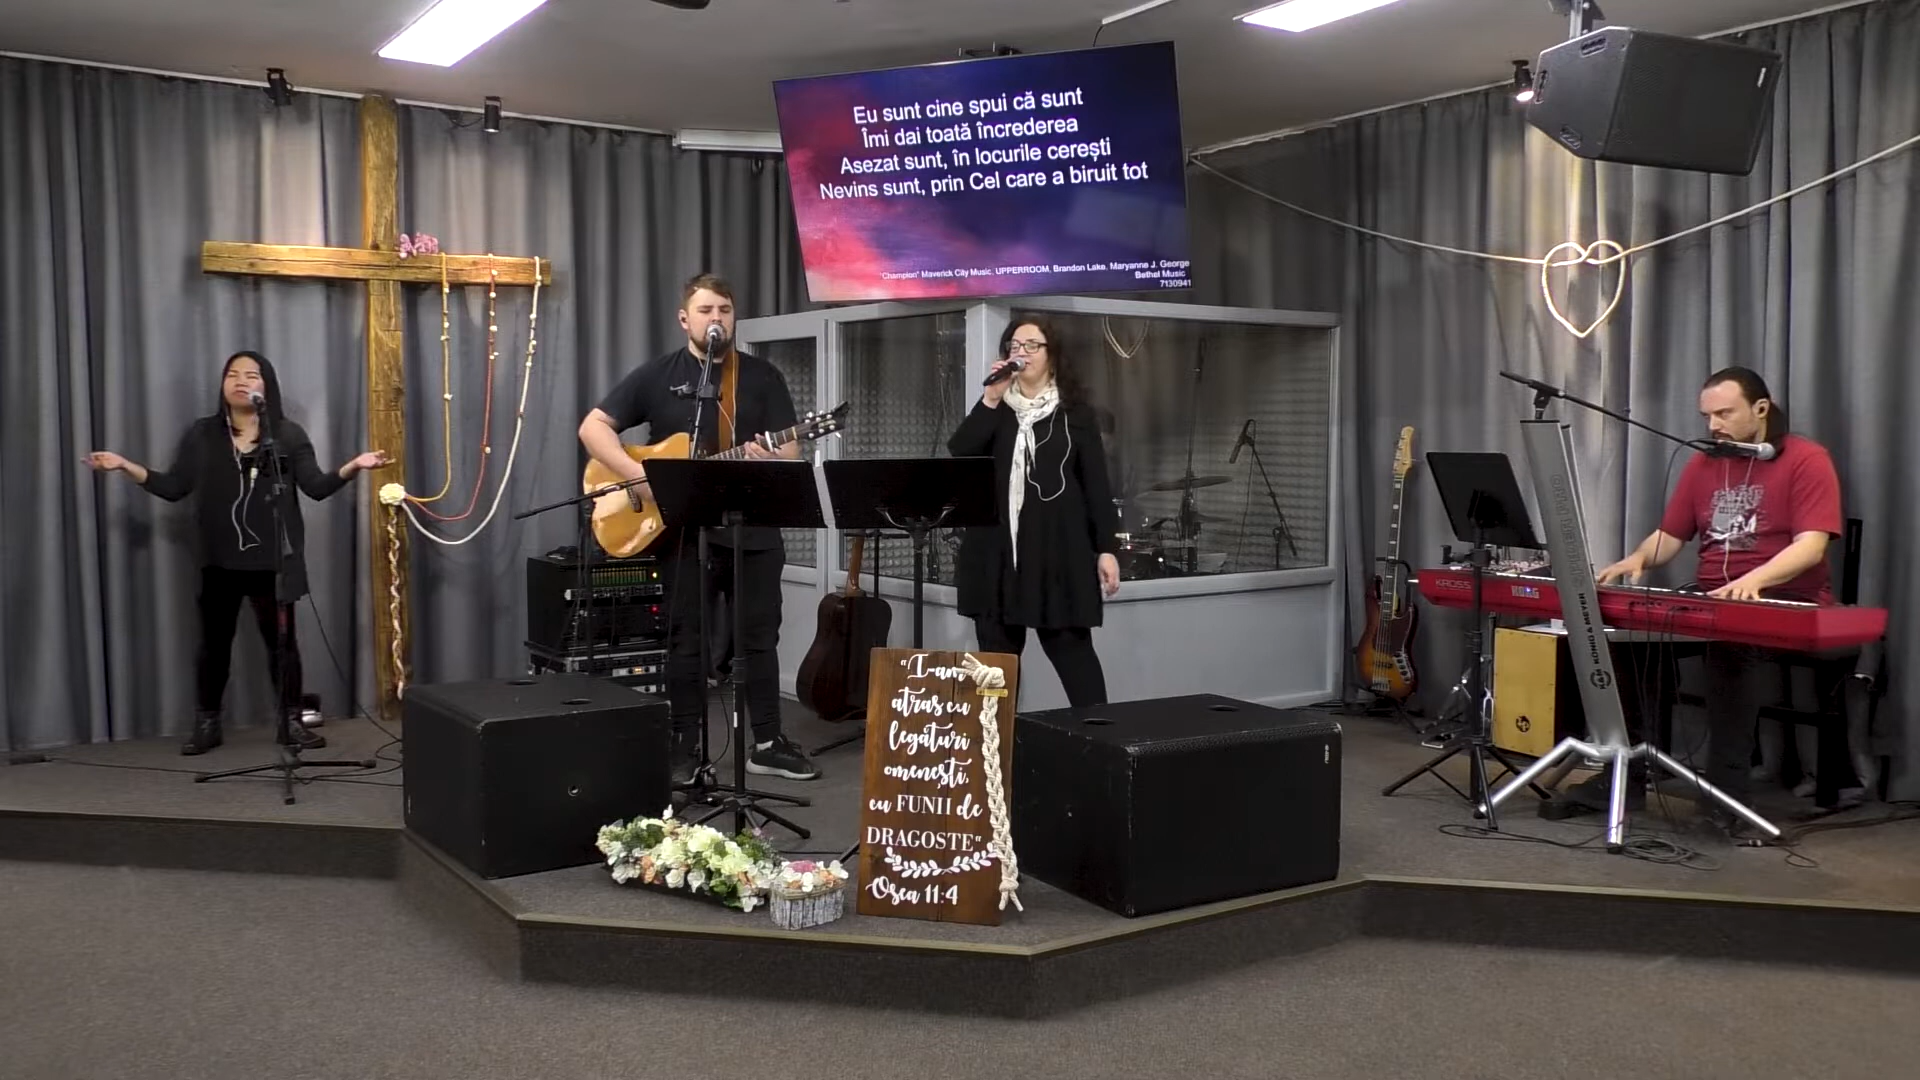 Eu sunt cine spui că sunt
Îmi dai toată încrederea
Asezat sunt, în locurile cerești
Nevins sunt, prin Cel care a biruit tot
"Champion" Maverick City Music, UPPERROOM, Brandon Lake, Maryanne J. George
Bethel Music
7130941
"I-am
atras cu
legături
omenești,
cu FUNII de
DRAGOSTE"
Osea 11:4
KROSS
KORG
SPIDER PRO
K&M KÖNIG & MEYER